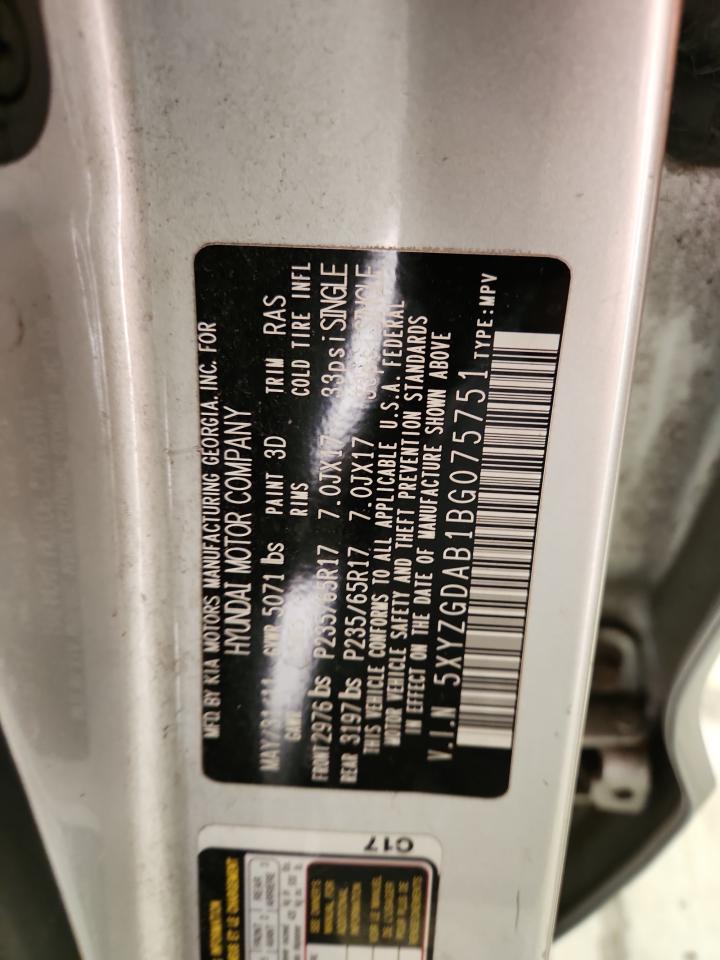 MFD BY KIA MOTORS MANUFACTURING GEORGIA, INC. FOR
HYUNDAI MOTOR COMPANY
GVWR 5071 lbs PAINT 3D TRIM RAS
RIMS COLD TIRE INFL
FRONT 2976 lbs P235/65R17 7.0JX17 33psi SINGLE
REAR 3197 lbs P235/65R17 7.0JX17 SINGLE
THIS VEHICLE CONFORMS TO ALL APPLICABLE U.S.A. FEDERAL
MOTOR VEHICLE SAFETY AND THEFT PREVENTION STANDARDS
IN EFFECT ON THE DATE OF MANUFACTURE SHOWN ABOVE
V.I.N 5XYZGDAB1BG075751 TYPE:MPV
C17